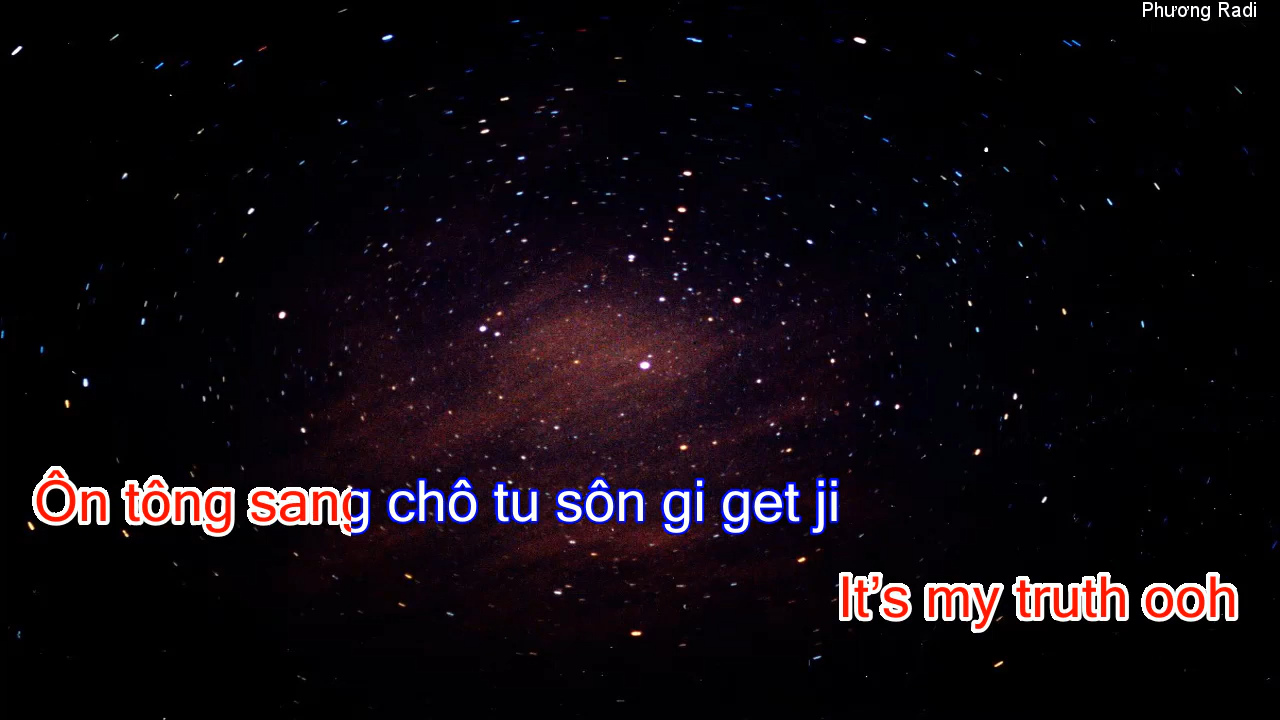 Phương Radi
Ôn tông sang chô tu sôn gi get ji
It’s my truth ooh